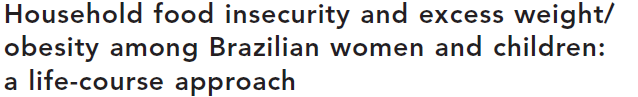 Household food insecurity and excess weight/
obesity among Brazilian women and children:
a life-course approach